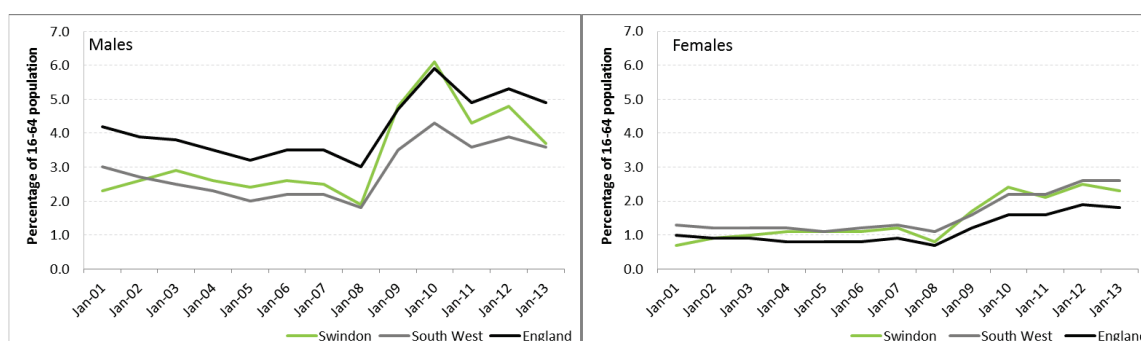 Males
Percentage of 16-64 population
7.0
6.0
5.0
4.0
3.0
2.0
1.0
0.0
Jan-01
Jan-02
Jan-03
Jan-04
Jan-05
Jan-06
Jan-07
Jan-08
Jan-09
Jan-10
Jan-11
Jan-12
Jan-13
Swindon South West England
Females
Percentage of 16-64 population
7.0
6.0
5.0
4.0
3.0
2.0
1.0
0.0
Jan-01
Jan-02
Jan-03
Jan-04
Jan-05
Jan-06
Jan-07
Jan-08
Jan-09
Jan-10
Jan-11
Jan-12
Jan-13
Swindon South West England